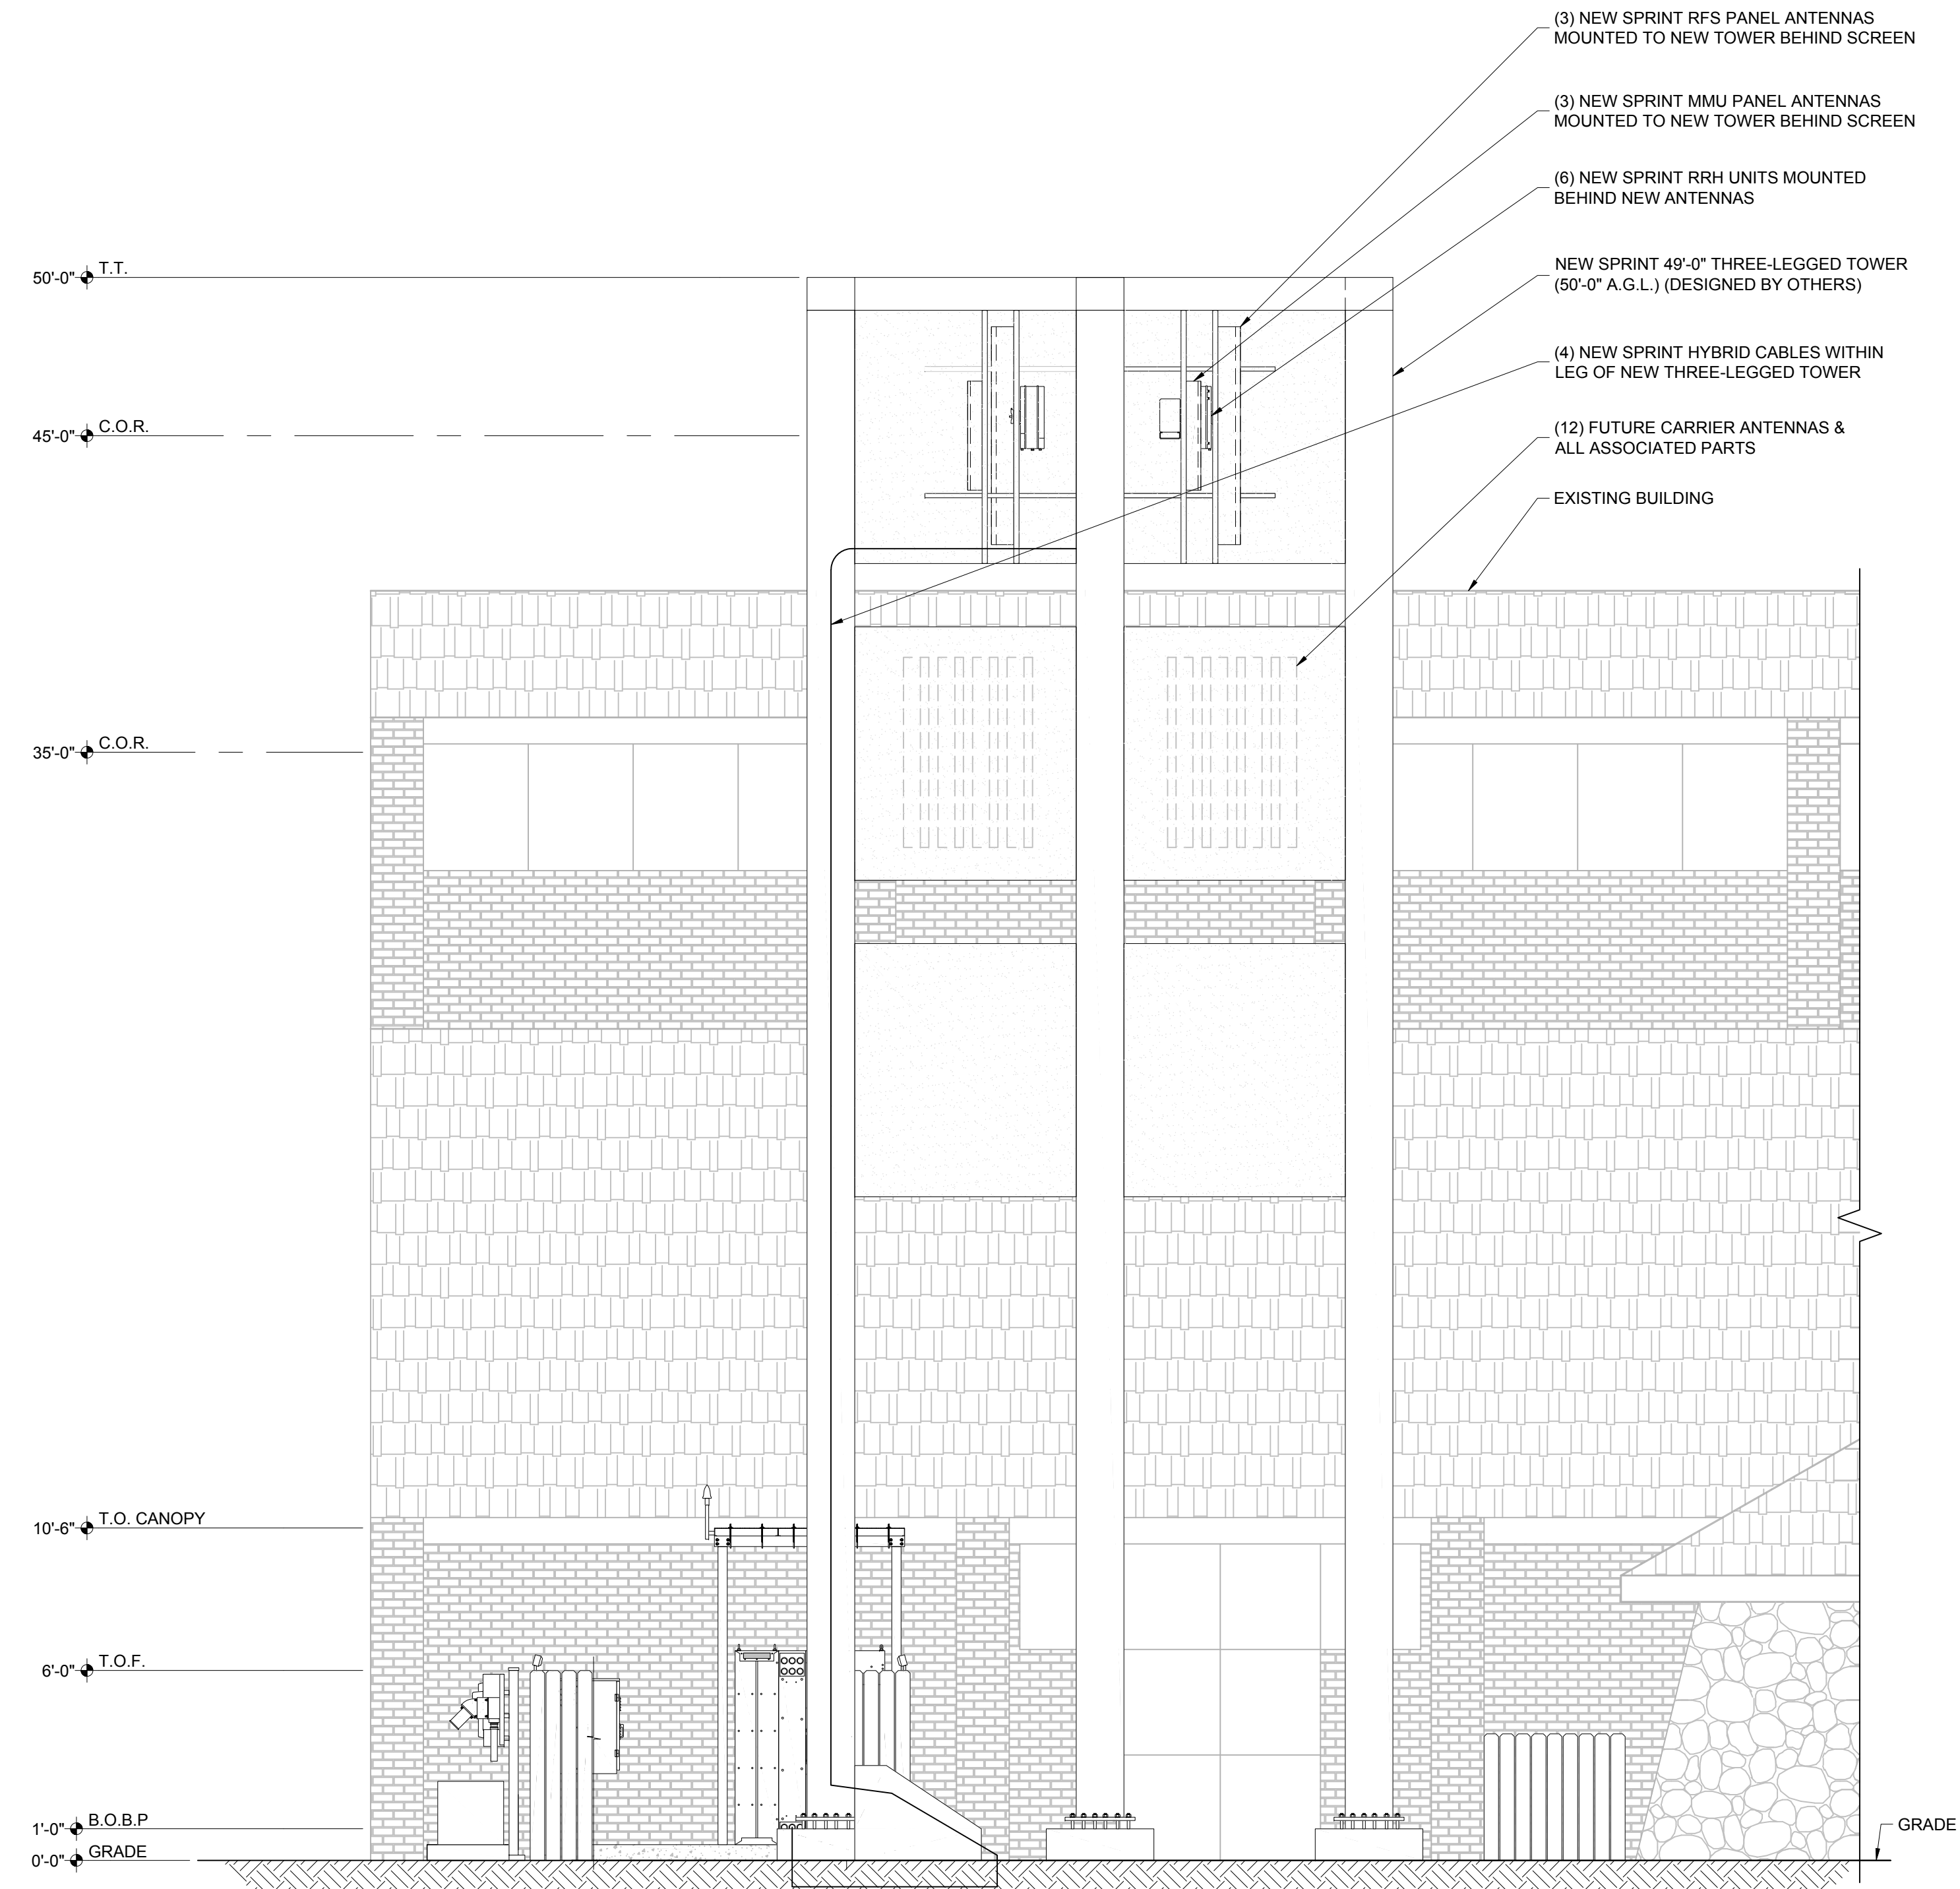 (3) NEW SPRINT RFS PANEL ANTENNAS
MOUNTED TO NEW TOWER BEHIND SCREEN
(3) NEW SPRINT MMU PANEL ANTENNAS
MOUNTED TO NEW TOWER BEHIND SCREEN
(6) NEW SPRINT RRH UNITS MOUNTED
BEHIND NEW ANTENNAS
NEW SPRINT 49'-0" THREE-LEGGED TOWER
(50'-0" A.G.L.) (DESIGNED BY OTHERS)
(4) NEW SPRINT HYBRID CABLES WITHIN
LEG OF NEW THREE-LEGGED TOWER
(12) FUTURE CARRIER ANTENNAS &
ALL ASSOCIATED PARTS
EXISTING BUILDING
50'-0" T.T.
45'-0" C.O.R.
35'-0" C.O.R.
10'-6" T.O. CANOPY
6'-0" T.O.F.
1'-0" B.O.B.P
0'-0" GRADE
GRADE